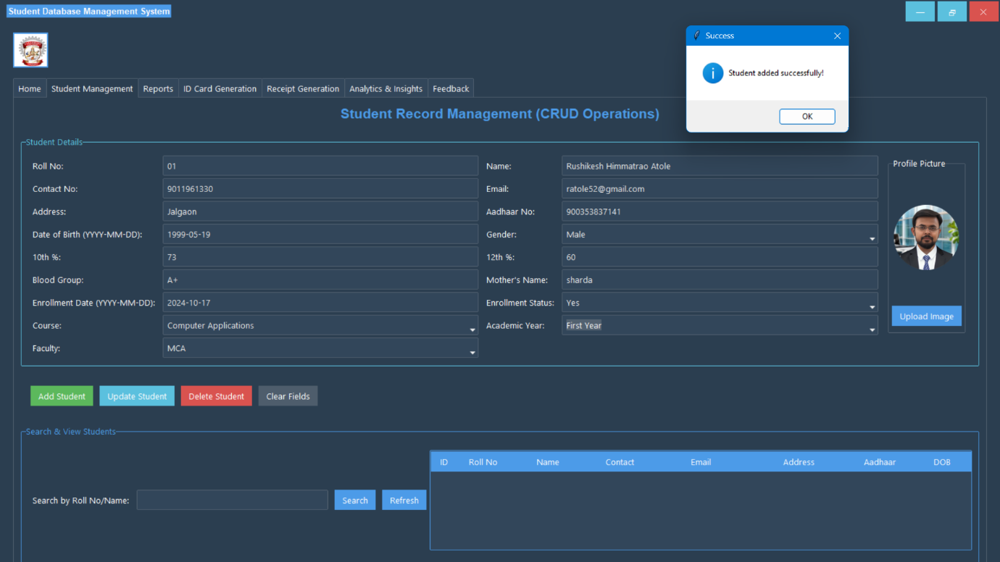 Student Database Management System
Success
Student added successfully!
OK
Home Student Management Reports ID Card Generation Receipt Generation Analytics & Insights Feedback
Student Record Management (CRUD Operations)
Student Details
Roll No: 01 Name: Rushikesh Himmatrao Atole Profile Picture
Contact No: 9011961330 Email: ratole52@gmail.com
Address: Jalgaon Aadhaar No: 900353837141
Date of Birth (YYYY-MM-DD): 1999-05-19 Gender: Male
10th %: 73 12th %: 60
Blood Group: A+ Mother's Name: sharda
Enrollment Date (YYYY-MM-DD): 2024-10-17 Enrollment Status: Yes
Course: Computer Applications Academic Year: First Year Upload Image
Faculty: MCA
Add Student Update Student Delete Student Clear Fields
Search & View Students
ID Roll No Name Contact Email Address Aadhaar DOB
Search by Roll No/Name: Search Refresh